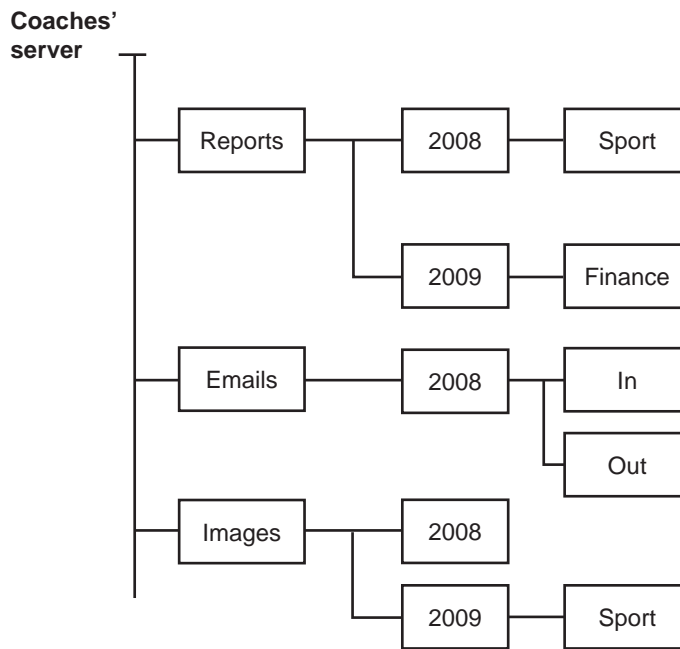 Coaches’
server
Reports
2008
Sport
2009
Finance
Emails
2008
In
Out
Images
2008
2009
Sport